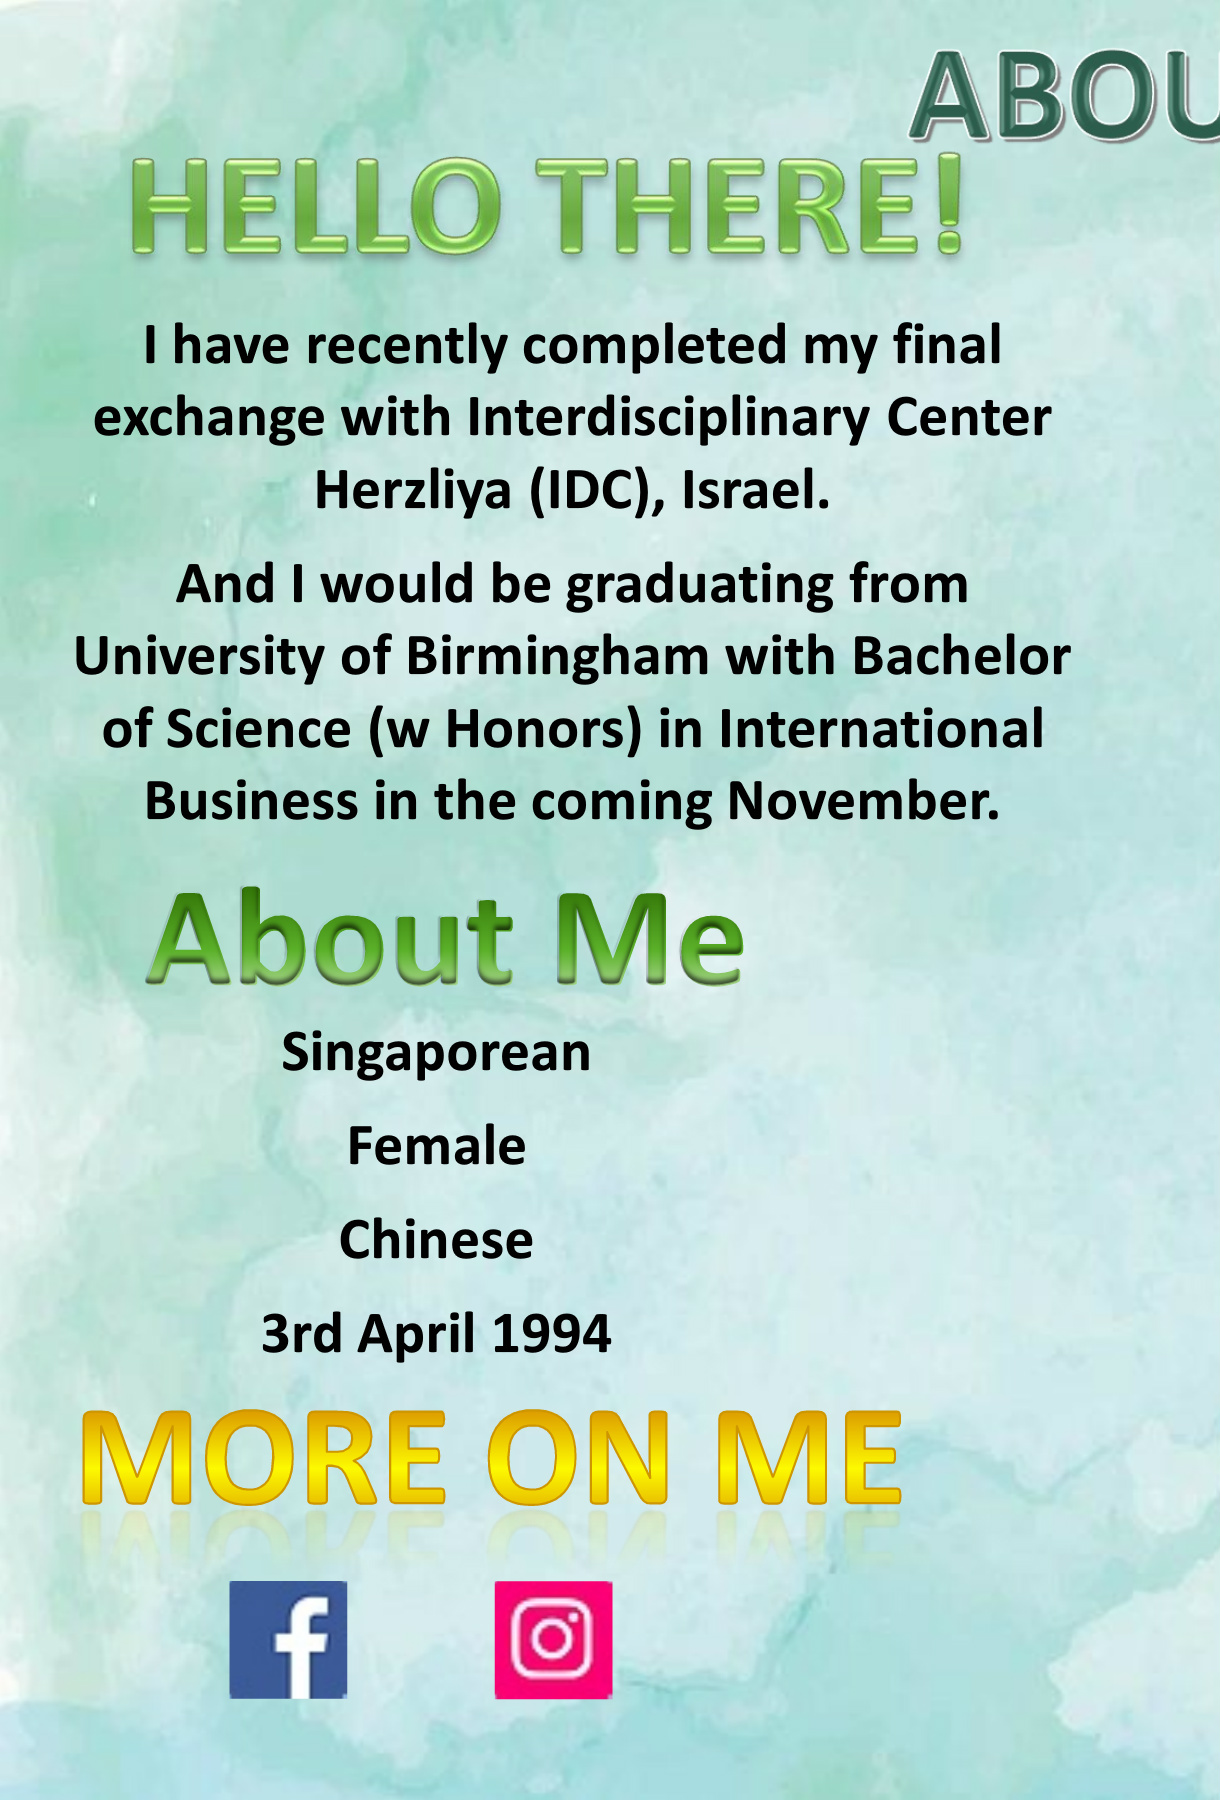 ABOU
HELLO THERE!
I have recently completed my final
exchange with Interdisciplinary Center
Herzliya (IDC), Israel.
And I would be graduating from
University of Birmingham with Bachelor
of Science (w Honors) in International
Business in the coming November.
About Me
Singaporean
Female
Chinese
3rd April 1994
MORE ON ME